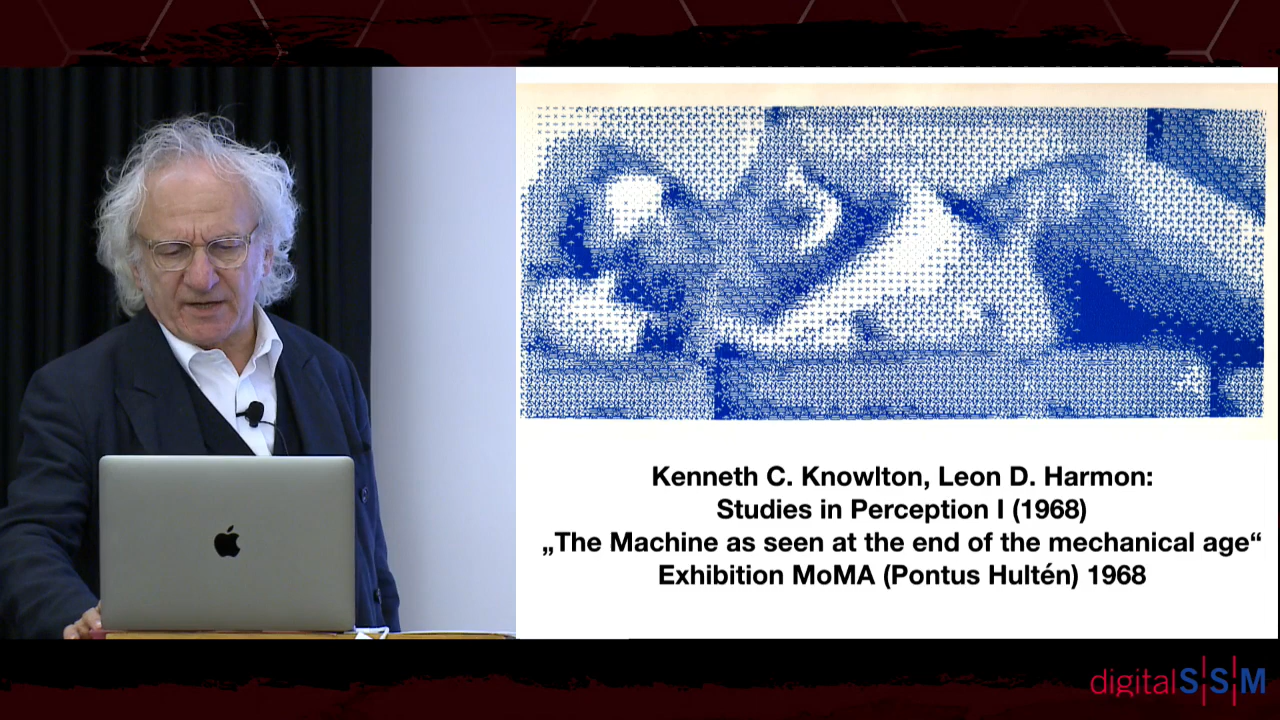 Kenneth C. Knowlton, Leon D. Harmon:
Studies in Perception I (1968)
„The Machine as seen at the end of the mechanical age“
Exhibition MoMA (Pontus Hultén) 1968
digitalS|S|M